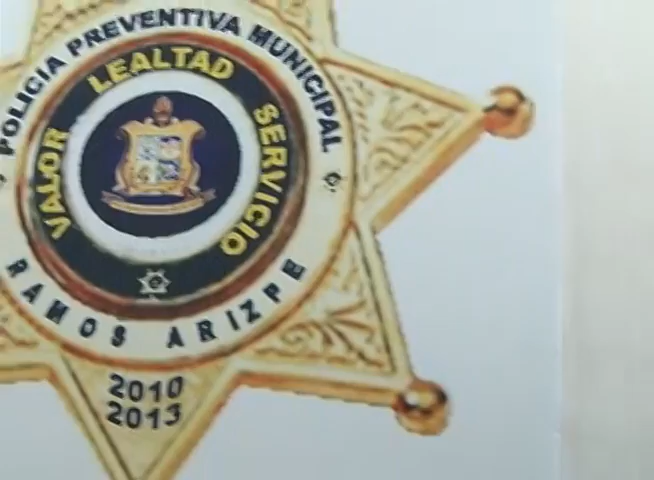 POLICIA PREVENTIVA MUNICIPAL
VALOR LEALTAD SERVICIO
RAMOS ARIZPE
2010
2013